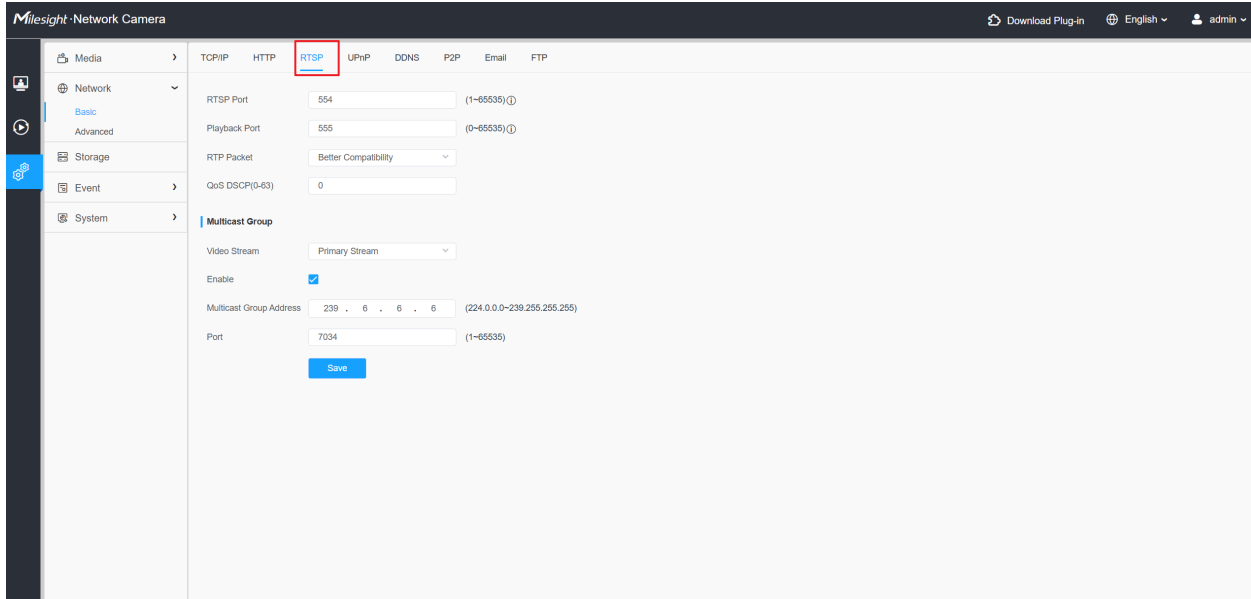 Milesight · Network Camera
Download Plug-in
English
admin
Media
Network
Basic
Advanced
Storage
Event
System
TCP/IP HTTP RTSP UPnP DDNS P2P Email FTP
RTSP Port 554 (1~65535)
Playback Port 555 (0~65535)
RTP Packet Better Compatibility
QoS DSCP(0-63) 0
Multicast Group
Video Stream Primary Stream
Enable
Multicast Group Address 239 . 6 . 6 . 6 (224.0.0.0~239.255.255.255)
Port 7034 (1~65535)
Save